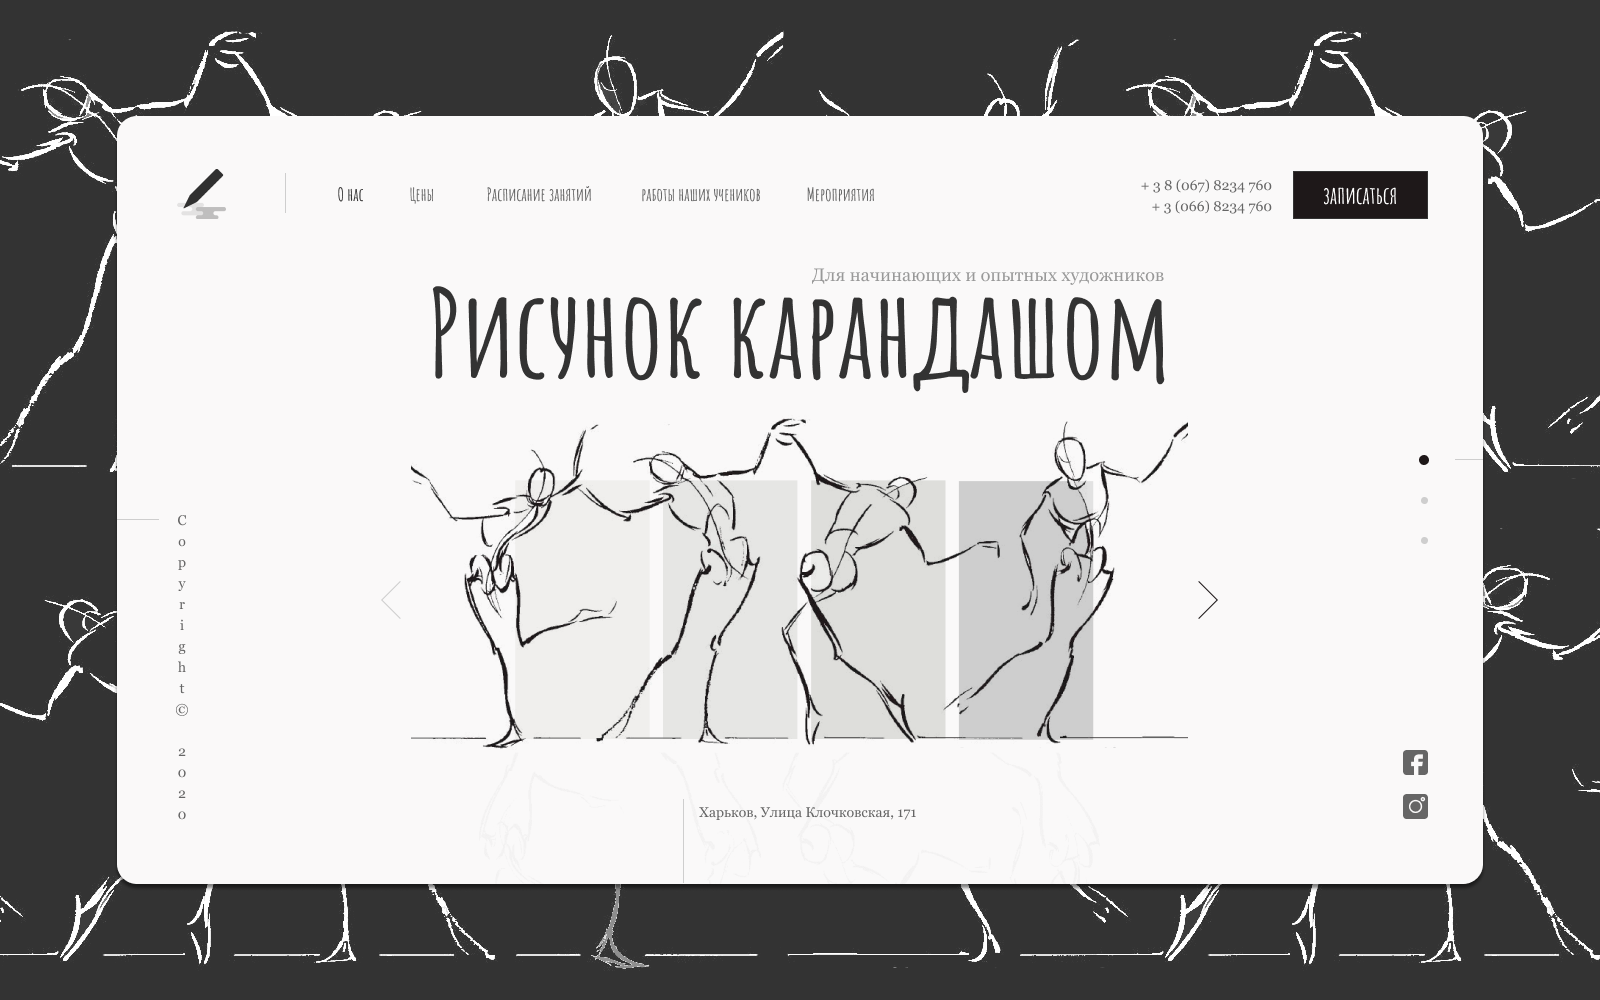 О нас
Цены
Расписание занятий
работы наших учеников
Мероприятия
+ 3 8 (067) 8234 760
+ 3 (066) 8234 760
ЗАПИСАТЬСЯ
Для начинающих и опытных художников
Рисунок карандашом
Copyright© 2020
Харьков, Улица Клочковская, 171